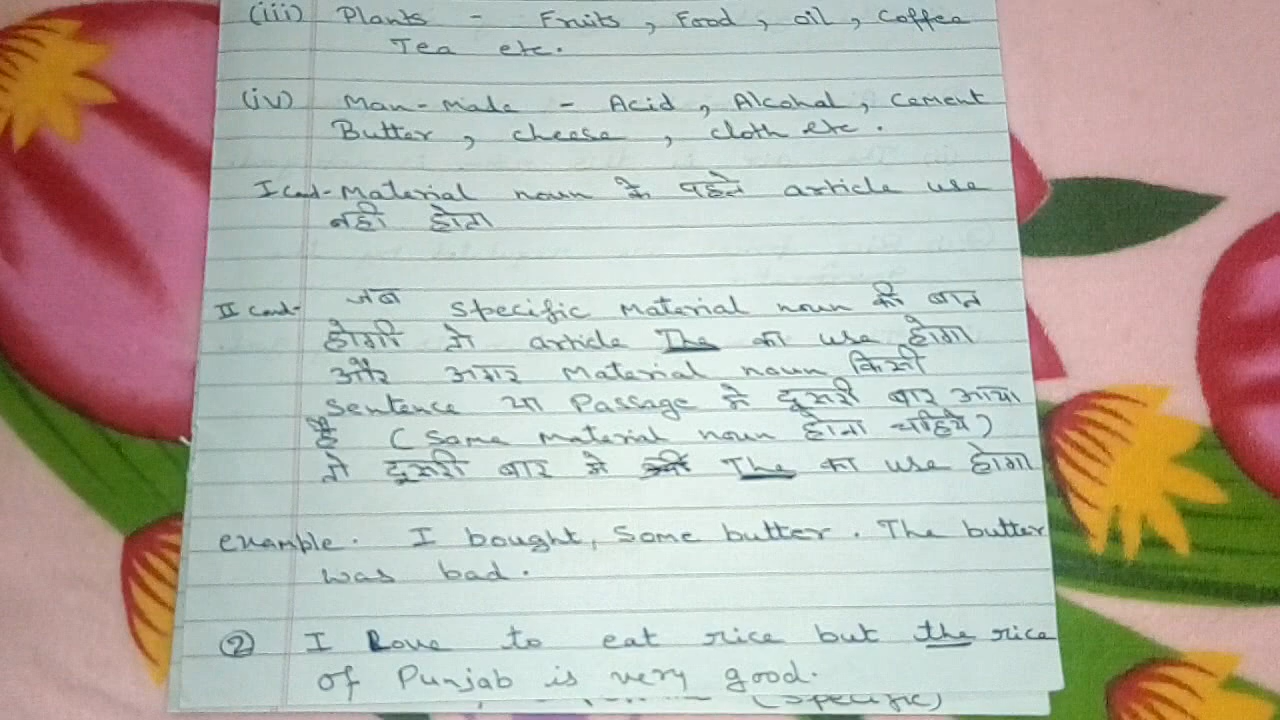 (iii) Plants - Fruits, Food, oil, coffee
Tea etc.
(iv) Man-Made - Acid, Alcohal, cement
Butter, cheese, cloth etc.
I cond- Material noun के पहले article use
नही होता
II cond- जब specific Material noun की बात
होगी तो article The का use होगा
और अगर Material noun किसी
sentence या Passage मे दूसरी बार आया
है (same material noun होना चाहिये)
तो दूसरी बार मे The का use होगा
example. I bought, some butter. The butter
was bad.
② I Love to eat rice but the rice
of Punjab is very good.
(specific)